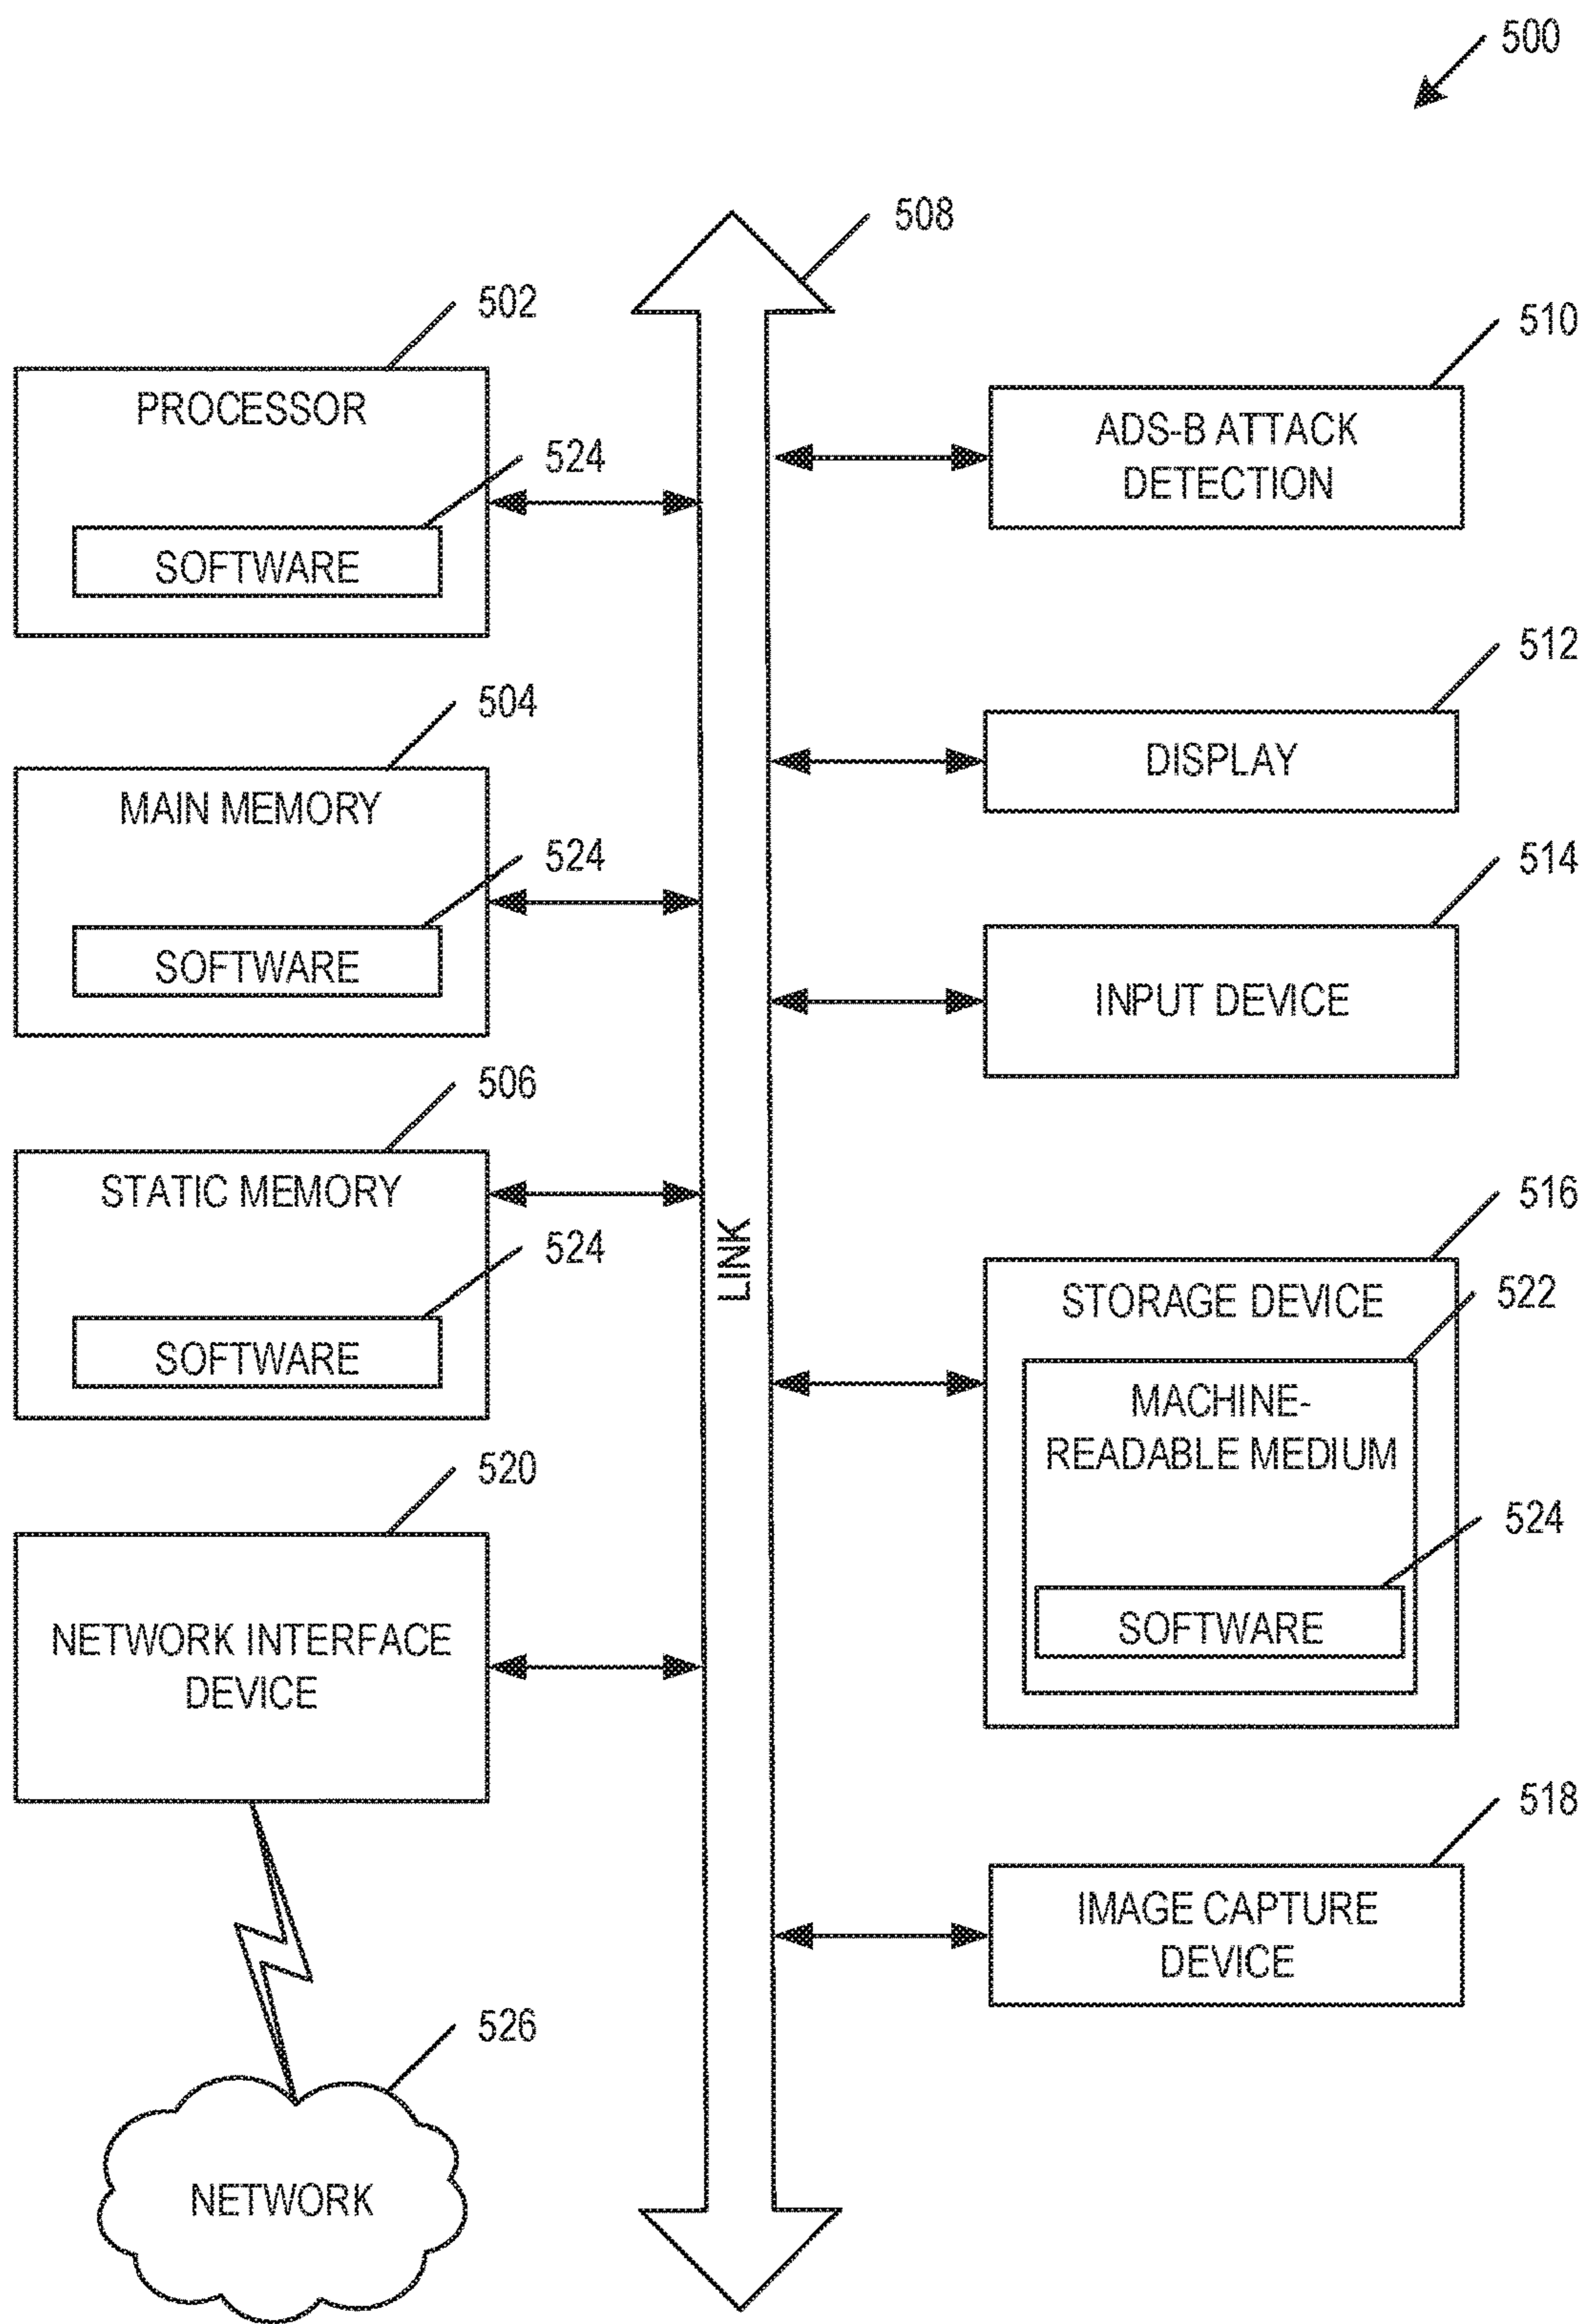 500
508
502
PROCESSOR
524
SOFTWARE
510
ADS-B ATTACK
DETECTION
504
MAIN MEMORY
524
SOFTWARE
512
DISPLAY
514
INPUT DEVICE
506
STATIC MEMORY
524
SOFTWARE
LINK
516
STORAGE DEVICE
522
MACHINE-
READABLE MEDIUM
524
SOFTWARE
520
NETWORK INTERFACE
DEVICE
518
IMAGE CAPTURE
DEVICE
526
NETWORK